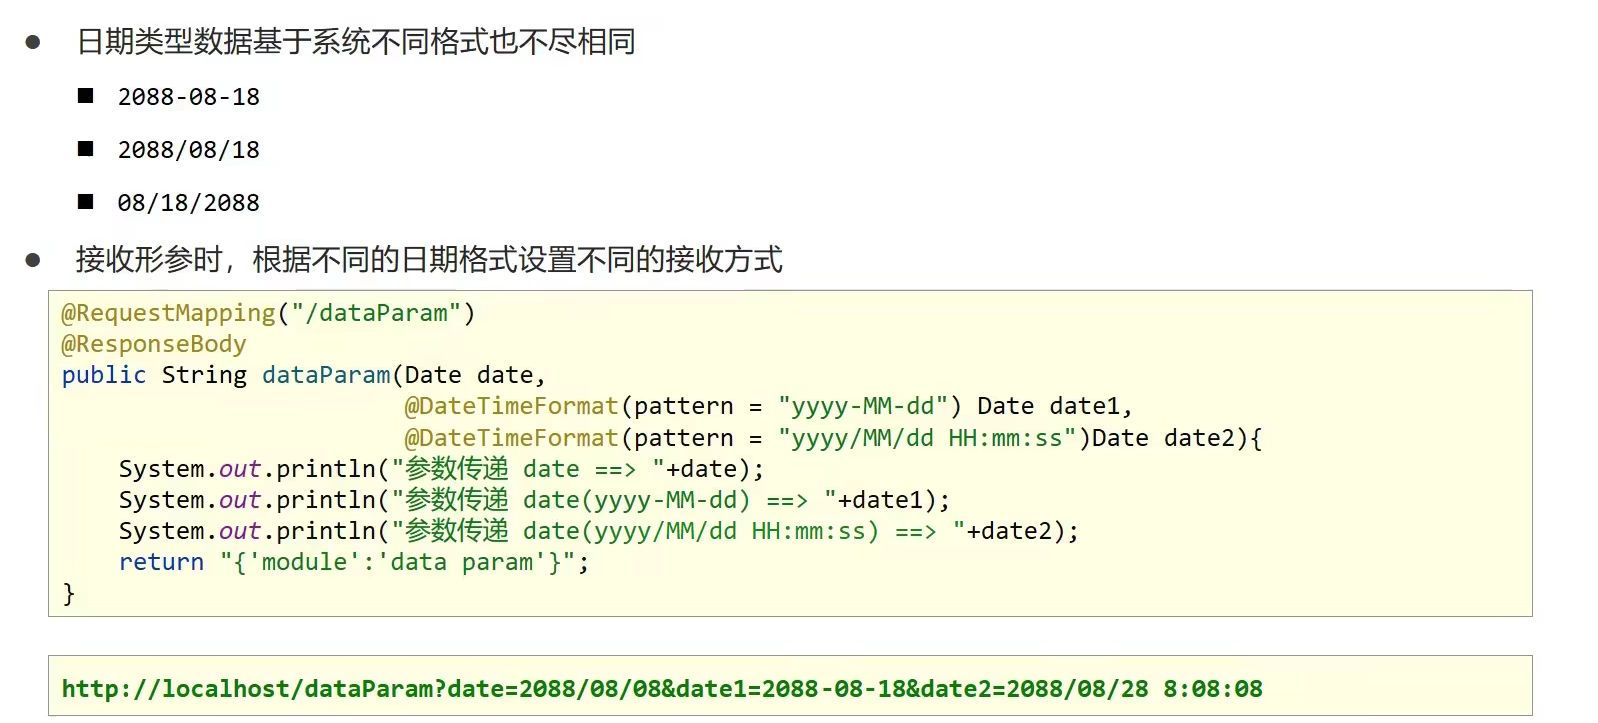 ● 日期类型数据基于系统不同格式也不尽相同
■ 2088-08-18
■ 2088/08/18
■ 08/18/2088
● 接收形参时，根据不同的日期格式设置不同的接收方式
@RequestMapping("/dataParam")
@ResponseBody
public String dataParam(Date date,
                        @DateTimeFormat(pattern = "yyyy-MM-dd") Date date1,
                        @DateTimeFormat(pattern = "yyyy/MM/dd HH:mm:ss")Date date2){
    System.out.println("参数传递 date ==> "+date);
    System.out.println("参数传递 date(yyyy-MM-dd) ==> "+date1);
    System.out.println("参数传递 date(yyyy/MM/dd HH:mm:ss) ==> "+date2);
    return "{'module':'data param'}";
}
http://localhost/dataParam?date=2088/08/08&date1=2088-08-18&date2=2088/08/28 8:08:08